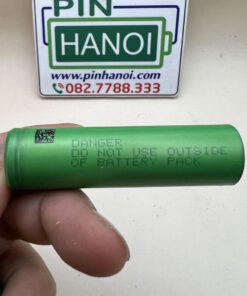 PIN
HANOI
www.pinhanoi.com
082.7788.333
DANGER
DO NOT USE OUTSIDE
OF BATTERY PACK